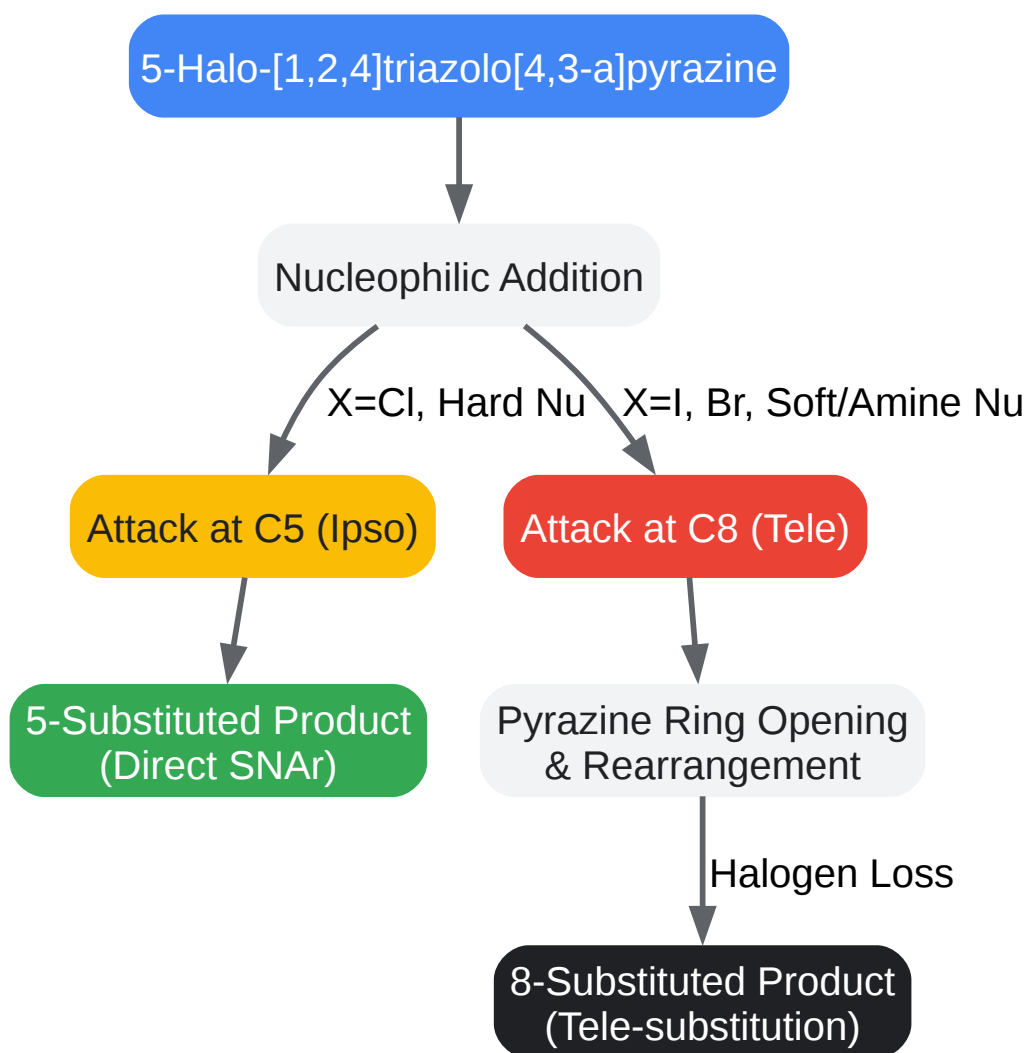 5-Halo-[1,2,4]triazolo[4,3-a]pyrazine
Nucleophilic Addition
X=Cl, Hard Nu
X=I, Br, Soft/Amine Nu
Attack at C5 (Ipso)
Attack at C8 (Tele)
5-Substituted Product
(Direct SNAr)
Pyrazine Ring Opening
& Rearrangement
Halogen Loss
8-Substituted Product
(Tele-substitution)